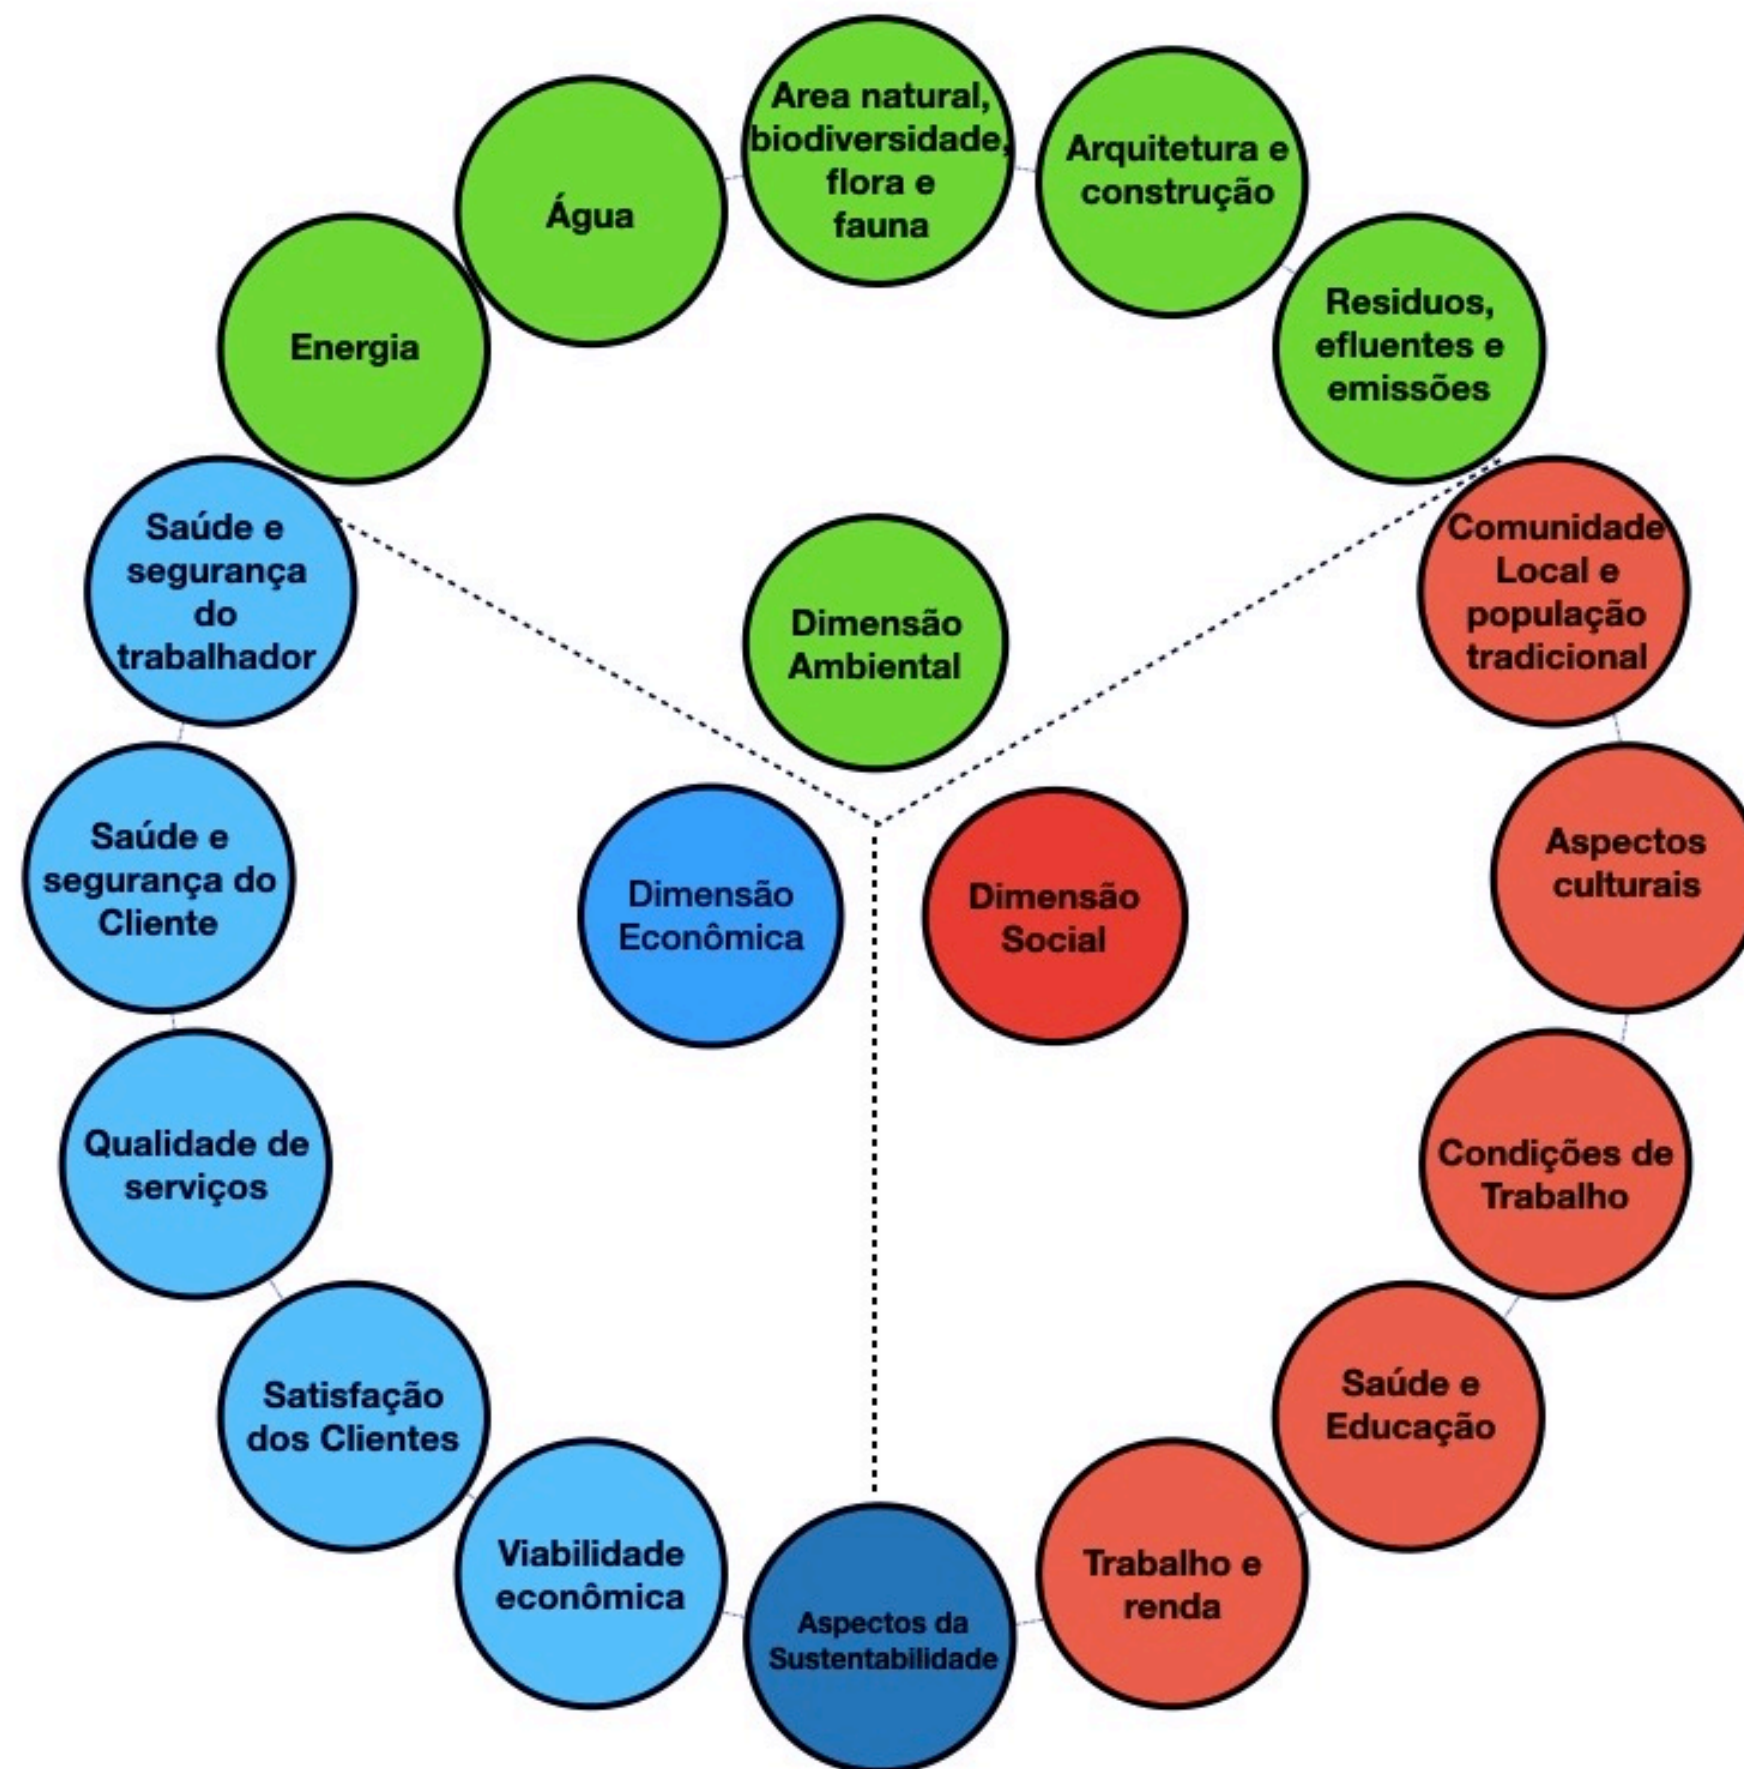 Area natural,
biodiversidade,
flora e
fauna
Arquitetura e
construção
Residuos,
efluentes e
emissões
Comunidade
Local e
população
tradicional
Aspectos
culturais
Condições de
Trabalho
Saúde e
Educação
Trabalho e
renda
Aspectos da
Sustentabilidade
Viabilidade
econômica
Satisfação
dos Clientes
Qualidade de
serviços
Saúde e
segurança do
Cliente
Saúde e
segurança
do
trabalhador
Energia
Água
Dimensão
Ambiental
Dimensão
Econômica
Dimensão
Social